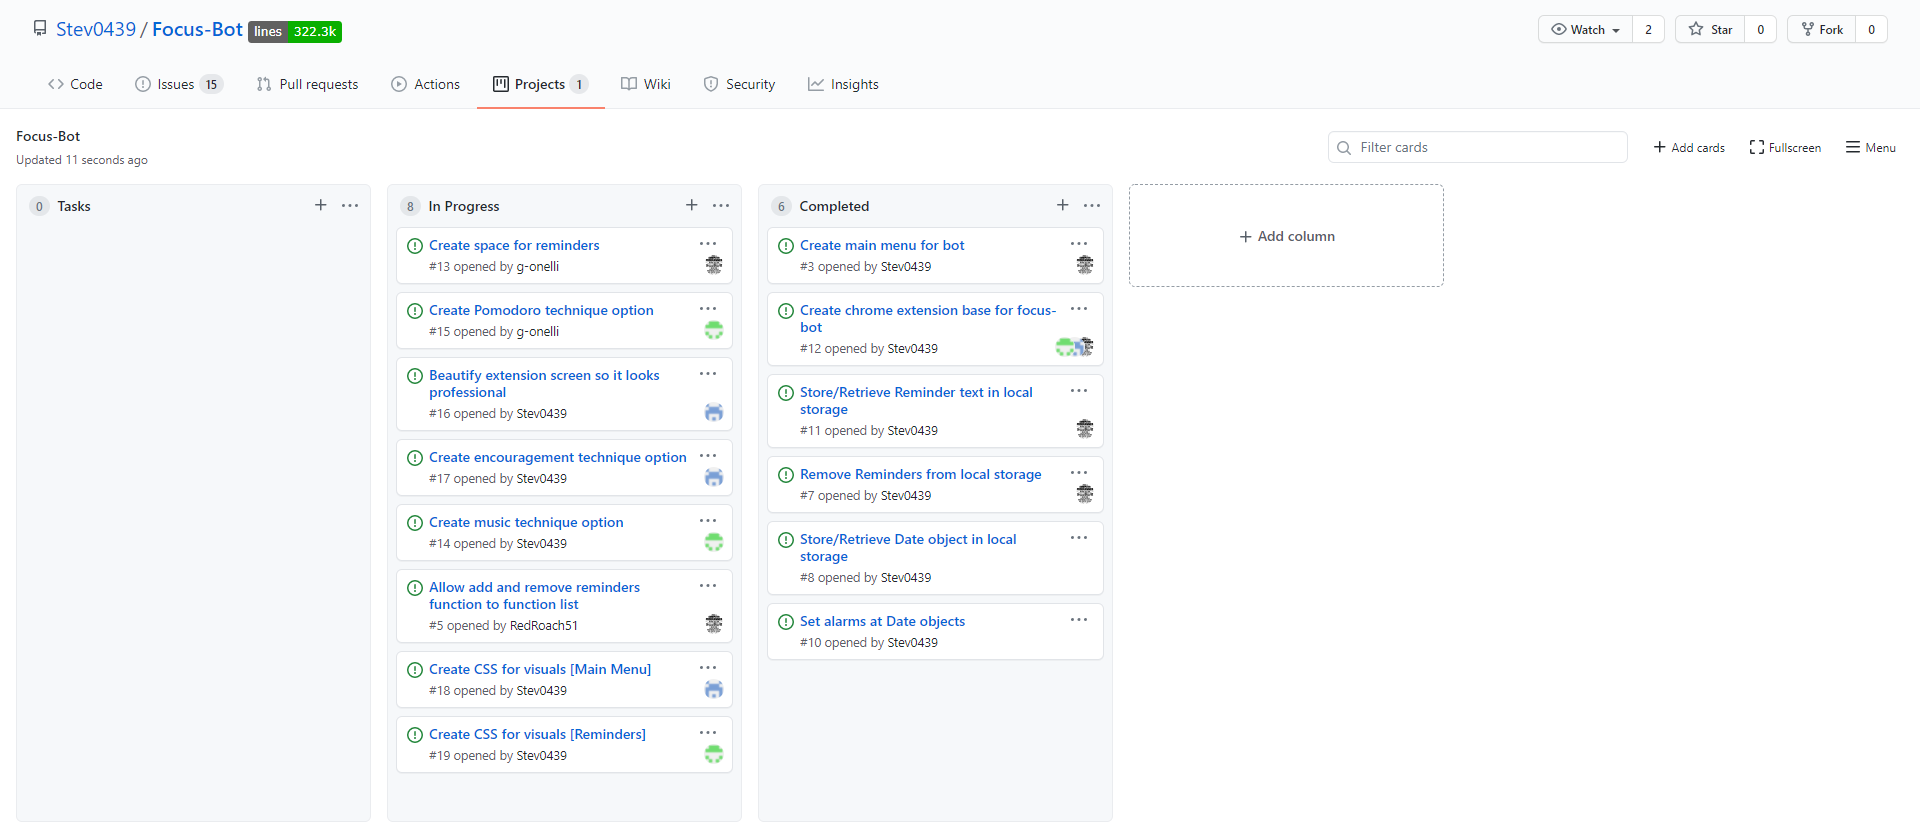 Stev0439 / Focus-Bot lines 322.3k
Watch 2 Star 0 Fork 0
Code Issues 15 Pull requests Actions Projects 1 Wiki Security Insights
Focus-Bot
Updated 11 seconds ago
Filter cards
Add cards Fullscreen Menu
0 Tasks
8 In Progress
Create space for reminders
#13 opened by g-onelli
Create Pomodoro technique option
#15 opened by g-onelli
Beautify extension screen so it looks
professional
#16 opened by Stev0439
Create encouragement technique option
#17 opened by Stev0439
Create music technique option
#14 opened by Stev0439
Allow add and remove reminders
function to function list
#5 opened by RedRoach51
Create CSS for visuals [Main Menu]
#18 opened by Stev0439
Create CSS for visuals [Reminders]
#19 opened by Stev0439
6 Completed
Create main menu for bot
#3 opened by Stev0439
Create chrome extension base for focus-
bot
#12 opened by Stev0439
Store/Retrieve Reminder text in local
storage
#11 opened by Stev0439
Remove Reminders from local storage
#7 opened by Stev0439
Store/Retrieve Date object in local
storage
#8 opened by Stev0439
Set alarms at Date objects
#10 opened by Stev0439
Add column